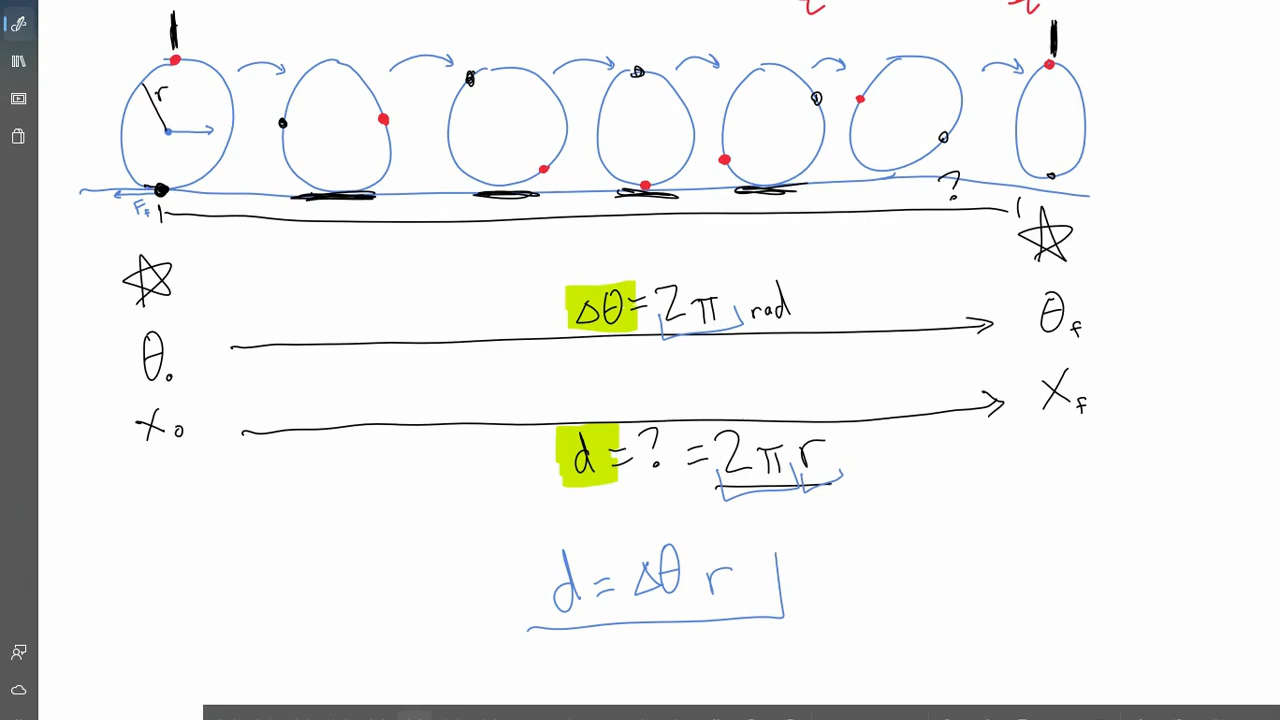 r
F_f
?
Δθ = 2π rad
θ₀
θ_f
x₀
X_f
d = ? = 2πr
d = Δθ r